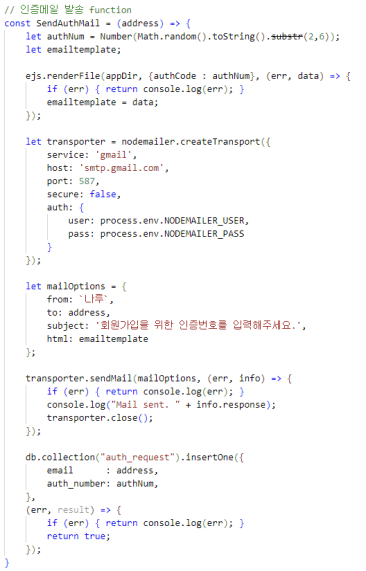 // 인증메일 발송 function
const SendAuthMail = (address) => {
    let authNum = Number(Math.random().toString().substr(2,6));
    let emailtemplate;

    ejs.renderFile(appDir, {authCode : authNum}, (err, data) => {
        if (err) { return console.log(err); }
        emailtemplate = data;
    });

    let transporter = nodemailer.createTransport({
        service: 'gmail',
        host: 'smtp.gmail.com',
        port: 587,
        secure: false,
        auth: {
            user: process.env.NODEMAILER_USER,
            pass: process.env.NODEMAILER_PASS
        }
    });

    let mailOptions = {
        from: `나루`,
        to: address,
        subject: '회원가입을 위한 인증번호를 입력해주세요.',
        html: emailtemplate
    };

    transporter.sendMail(mailOptions, (err, info) => {
        if (err) { return console.log(err); }
        console.log("Mail sent. " + info.response);
        transporter.close();
    });

    db.collection("auth_request").insertOne({
        email      : address,
        auth_number: authNum,
    },
    (err, result) => {
        if (err) { return console.log(err); }
        return true;
    });
}